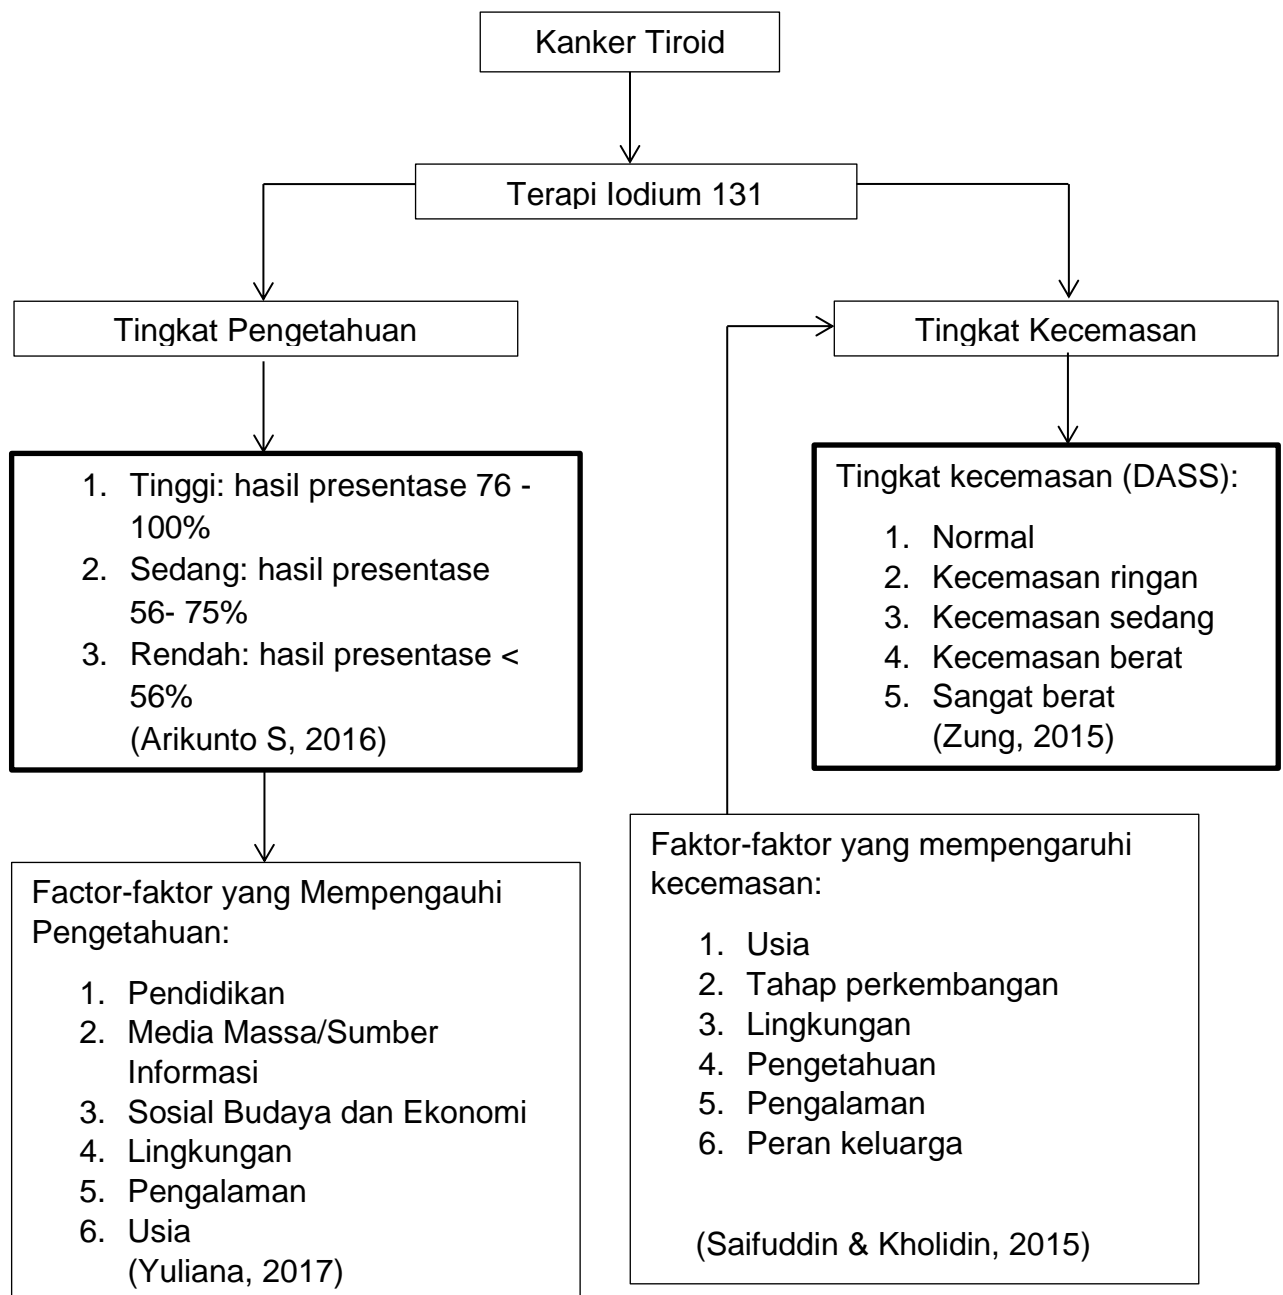 Kanker Tiroid
Terapi Iodium 131
Tingkat Pengetahuan
Tingkat Kecemasan
1. Tinggi: hasil presentase 76 -
100%
2. Sedang: hasil presentase
56- 75%
3. Rendah: hasil presentase <
56%
(Arikunto S, 2016)
Tingkat kecemasan (DASS):
1. Normal
2. Kecemasan ringan
3. Kecemasan sedang
4. Kecemasan berat
5. Sangat berat
(Zung, 2015)
Factor-faktor yang Mempengauhi
Pengetahuan:
1. Pendidikan
2. Media Massa/Sumber
Informasi
3. Sosial Budaya dan Ekonomi
4. Lingkungan
5. Pengalaman
6. Usia
(Yuliana, 2017)
Faktor-faktor yang mempengaruhi
kecemasan:
1. Usia
2. Tahap perkembangan
3. Lingkungan
4. Pengetahuan
5. Pengalaman
6. Peran keluarga
(Saifuddin & Kholidin, 2015)